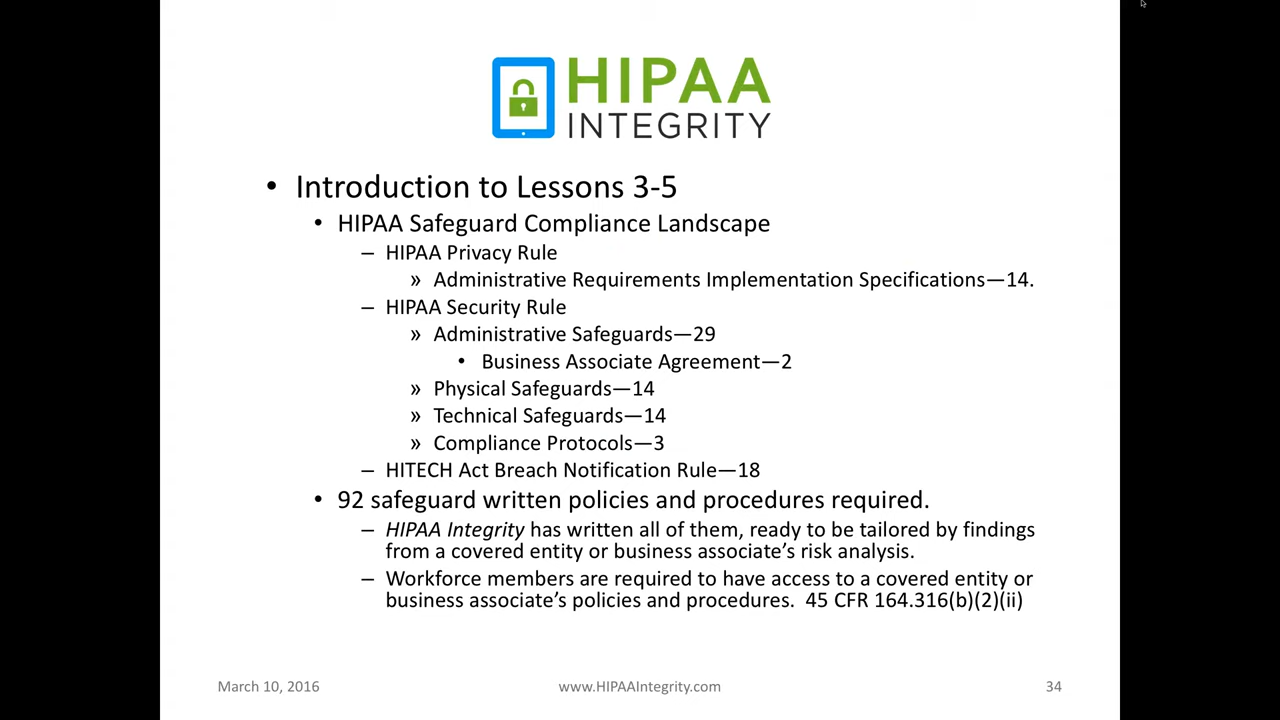 HIPAA
INTEGRITY
• Introduction to Lessons 3-5
• HIPAA Safeguard Compliance Landscape
– HIPAA Privacy Rule
» Administrative Requirements Implementation Specifications—14.
– HIPAA Security Rule
» Administrative Safeguards—29
• Business Associate Agreement—2
» Physical Safeguards—14
» Technical Safeguards—14
» Compliance Protocols—3
– HITECH Act Breach Notification Rule—18
• 92 safeguard written policies and procedures required.
– HIPAA Integrity has written all of them, ready to be tailored by findings
from a covered entity or business associate’s risk analysis.
– Workforce members are required to have access to a covered entity or
business associate’s policies and procedures.  45 CFR 164.316(b)(2)(ii)
March 10, 2016
www.HIPAAIntegrity.com
34